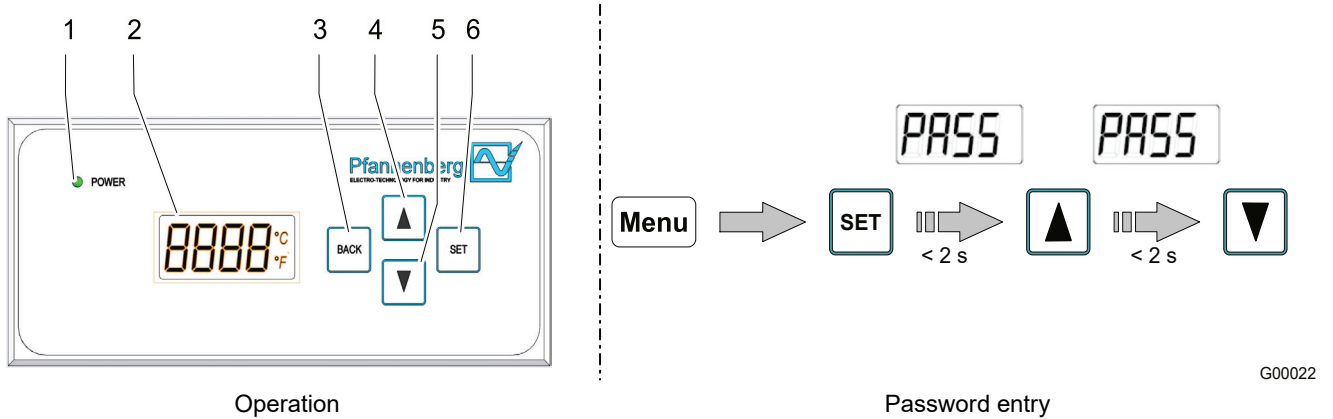 1 2 3 4 5 6
POWER
Pfannenberg
ELECTRO-TECHNOLOGY FOR INDUSTRY
8888 °C
°F
BACK
SET
Operation
PASS PASS
Menu SET
< 2 s < 2 s
G00022
Password entry